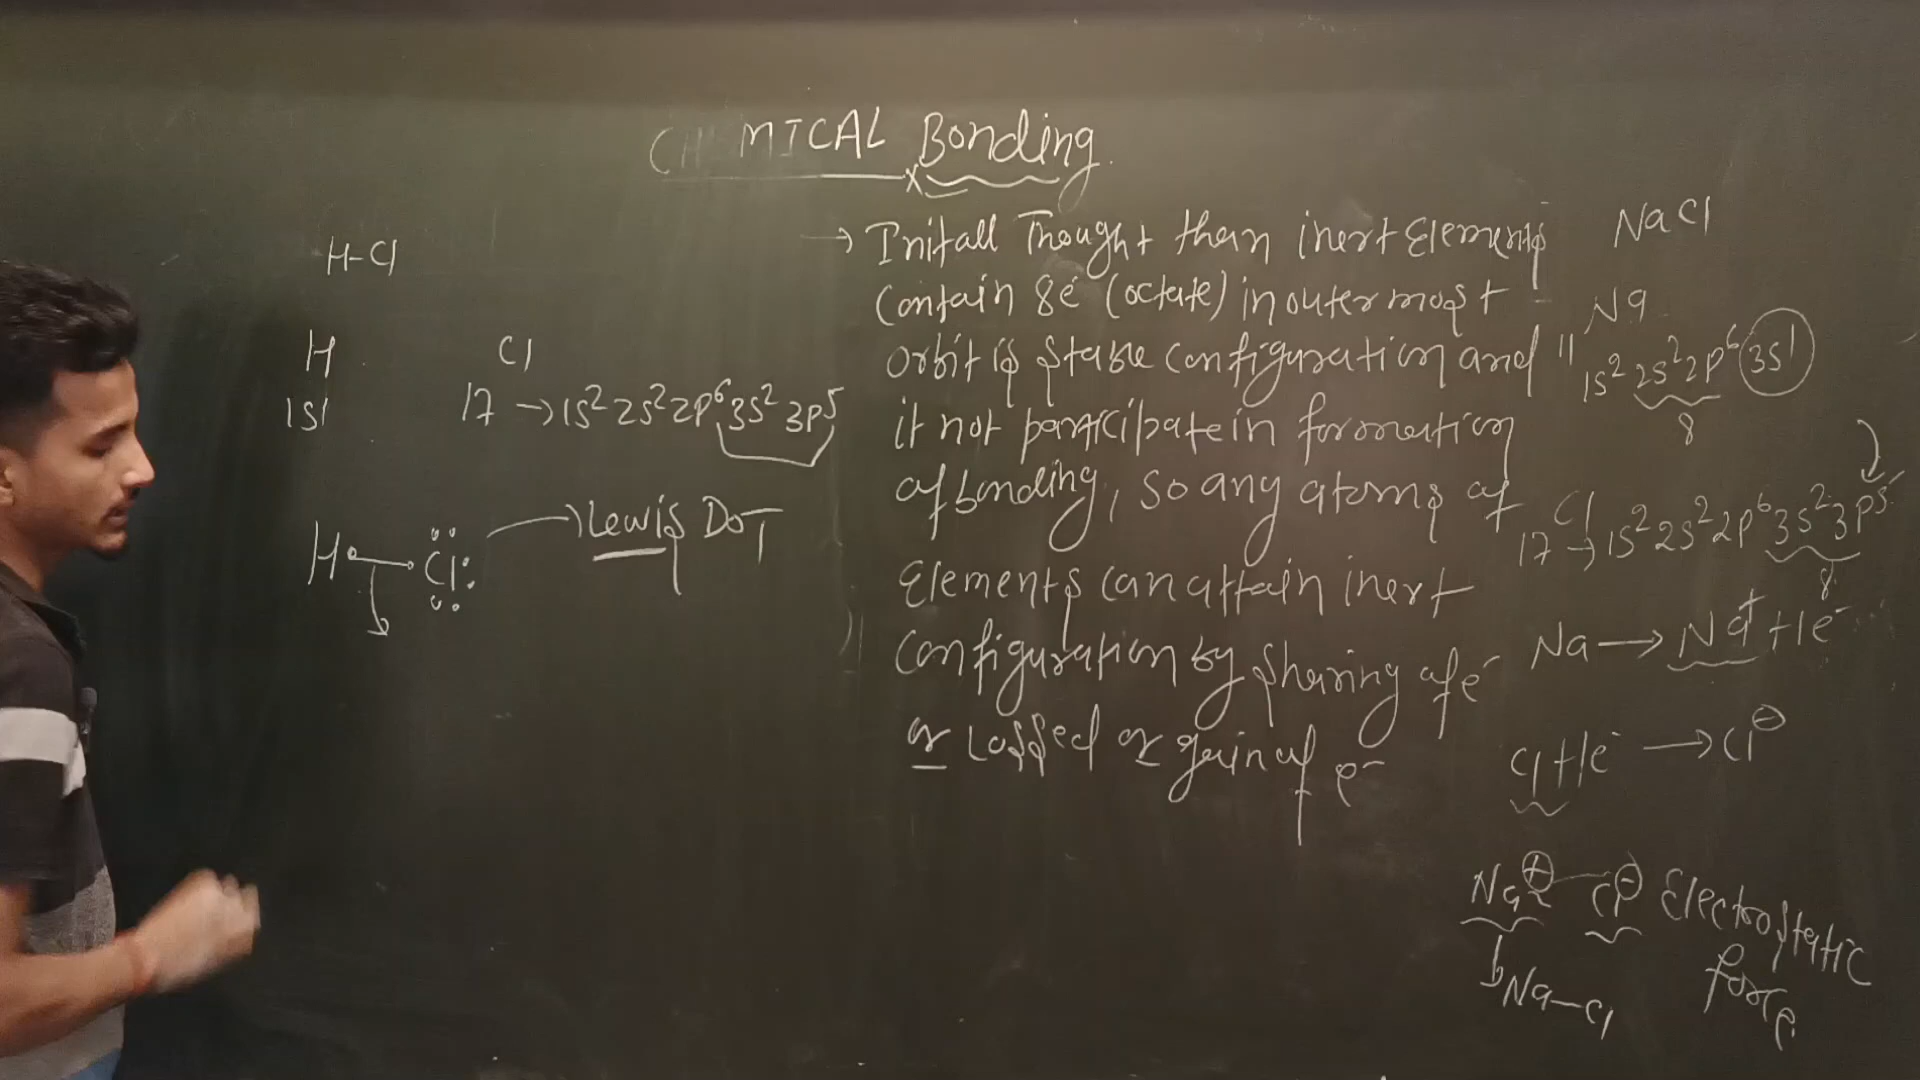 CHMICAL Bonding.
H-Cl
H Cl
1s1 17 → 1s2 2s2 2p6 3s2 3p5
H Cl → Lewis DOT
→ Initall Thought than inert Elements
Contain 8e (octate) in outermost
orbit is stable configuration and
it not participate in formation
of bonding, so any atoms of
Elements can attain inert
configuration by sharing of e-
or Lossed or gain of e-
NaCl
Na
11 1s2 2s2 2p6 3s1
8
Cl
17 → 1s2 2s2 2p6 3s2 3p5
8
Na → Na+ + 1e-
Cl + 1e- → Cl⊖
Na⊕ Cl⊖ Electrostatic
force
Na-Cl